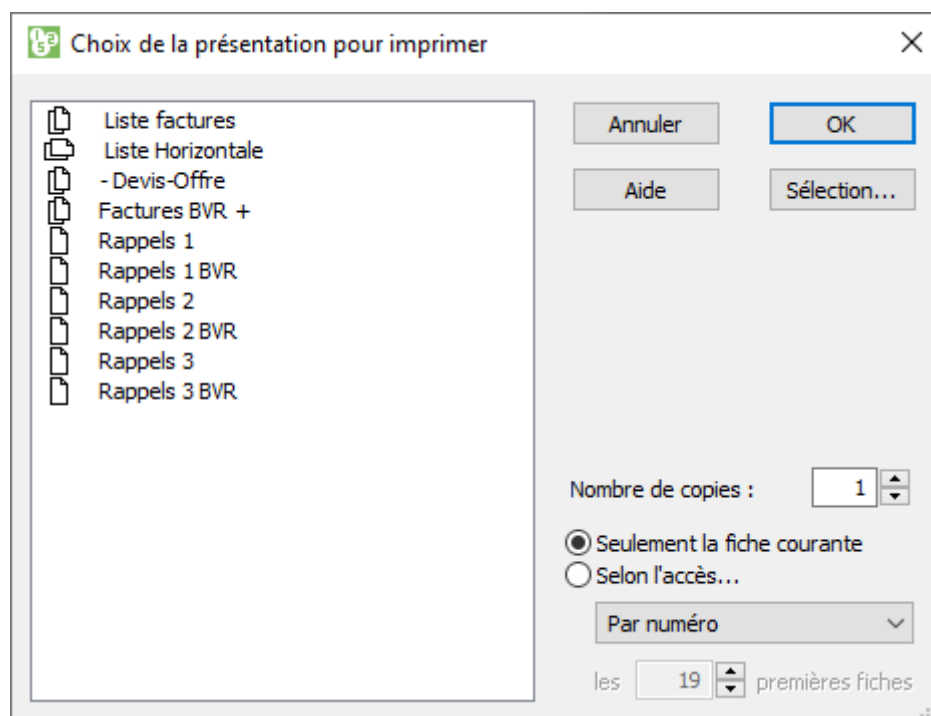 Choix de la présentation pour imprimer
Liste factures
Liste Horizontale
- Devis-Offre
Factures BVR +
Rappels 1
Rappels 1 BVR
Rappels 2
Rappels 2 BVR
Rappels 3
Rappels 3 BVR
Annuler
OK
Aide
Sélection...
Nombre de copies : 1
Seulement la fiche courante
Selon l'accès...
Par numéro
les 19 premières fiches